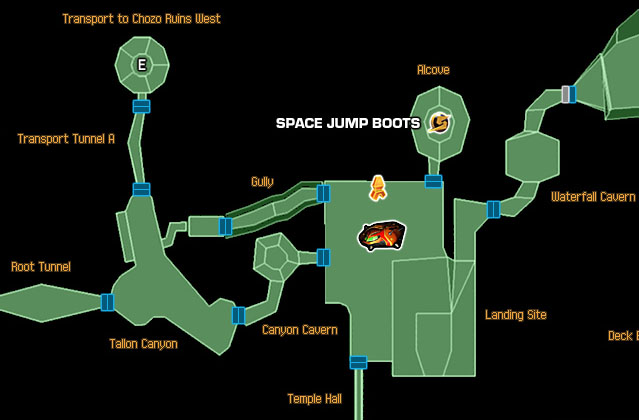 Transport to Chozo Ruins West
E
Alcove
SPACE JUMP BOOTS
Transport Tunnel A
Gully
Waterfall Cavern
Root Tunnel
Landing Site
Canyon Cavern
Deck
Tallon Canyon
Temple Hall